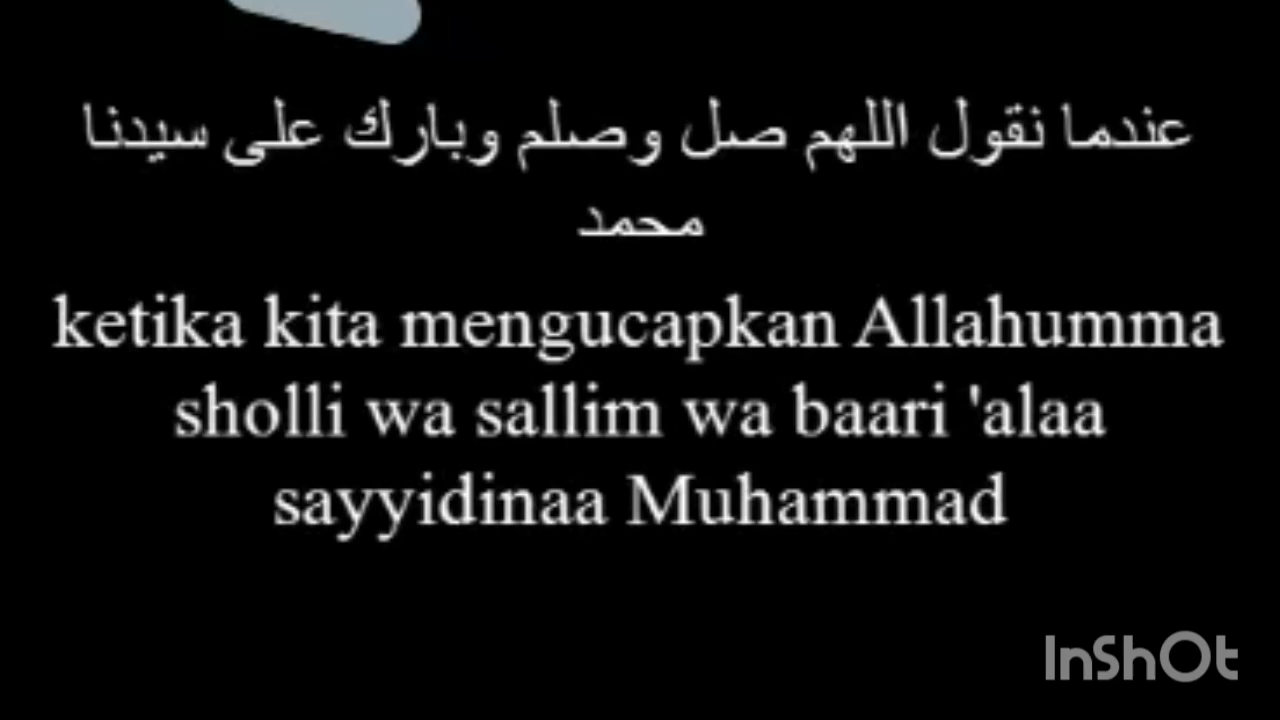 عندما نقول اللهم صل وصلم وبارك على سيدنا
محمد
ketika kita mengucapkan Allahumma
sholli wa sallim wa baari 'alaa
sayyidinaa Muhammad
InShOt